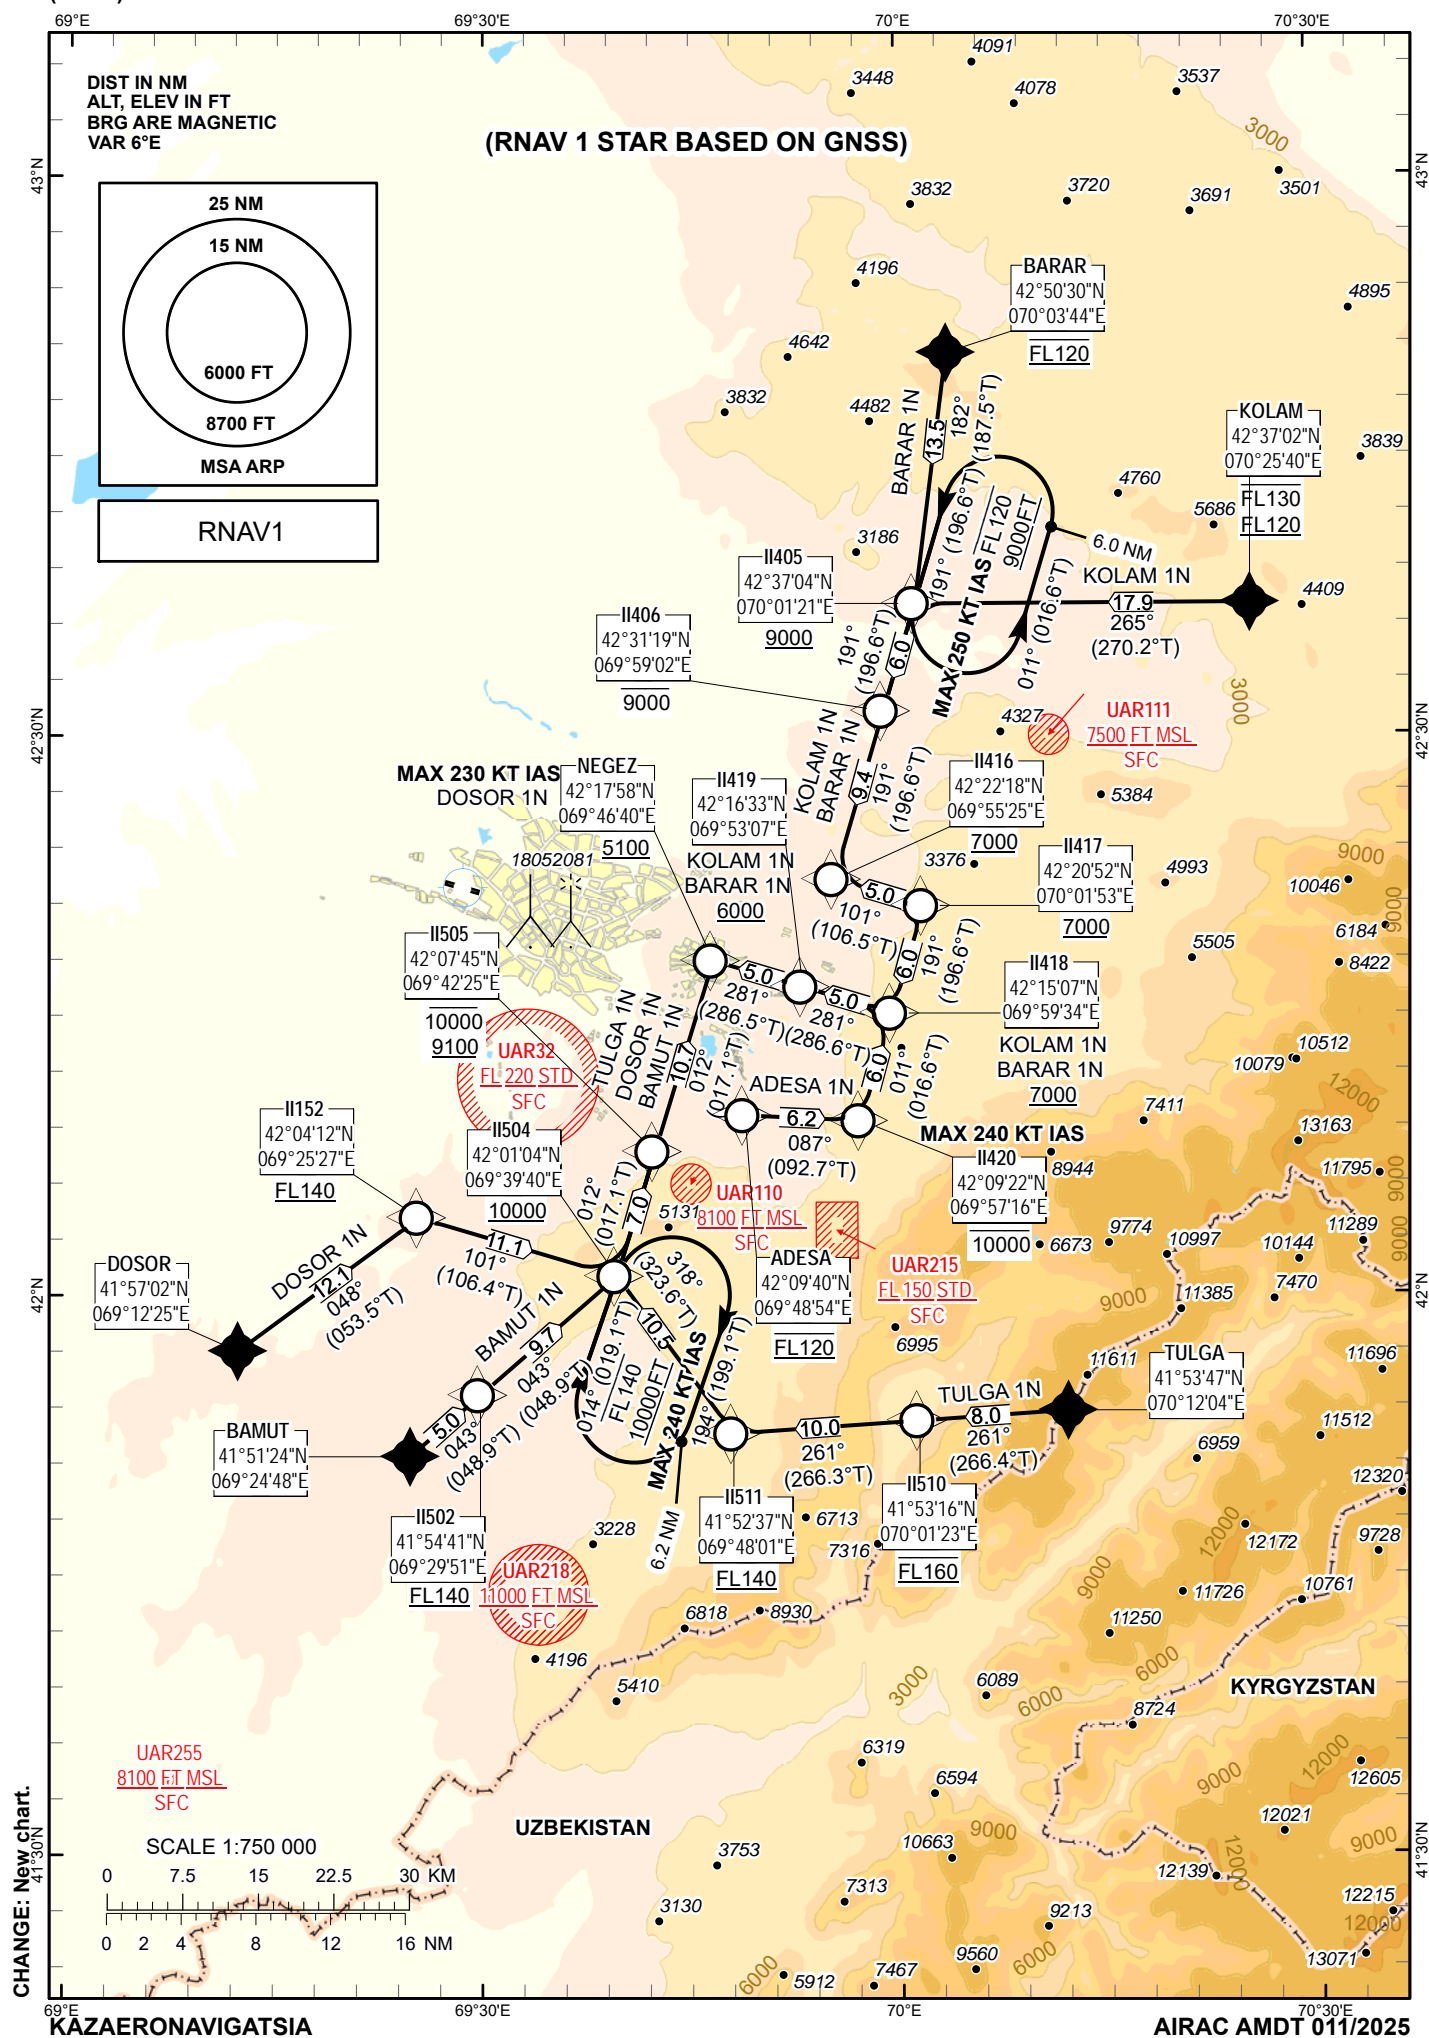 69°E
69°30'E
70°E
70°30'E
DIST IN NM
ALT, ELEV IN FT
BRG ARE MAGNETIC
VAR 6°E
(RNAV 1 STAR BASED ON GNSS)
25 NM
15 NM
6000 FT
8700 FT
MSA ARP
RNAV1
43°N
43°N
4091
3448
4078
3537
3000
3501
3832
3720
3691
4196
4895
4642
3832
4482
3839
4760
5686
3186
4409
BARAR
42°50'30"N
070°03'44"E
FL120
KOLAM
42°37'02"N
070°25'40"E
FL130
FL120
BARAR 1N
13.5
182°
(187.5°T)
191° (196.6°T)
MAX 250 KT IAS
FL120
9000FT
011° (016.6°T)
6.0 NM
KOLAM 1N
17.9
265°
(270.2°T)
II405
42°37'04"N
070°01'21"E
9000
II406
42°31'19"N
069°59'02"E
9000
191°
(196.6°T)
6.0
3000
42°30'N
42°30'N
4327
UAR111
7500 FT MSL
SFC
5384
KOLAM 1N
BARAR 1N
9.4
191°
(196.6°T)
MAX 230 KT IAS
DOSOR 1N
NEGEZ
42°17'58"N
069°46'40"E
5100
II419
42°16'33"N
069°53'07"E
KOLAM 1N
BARAR 1N
6000
II416
42°22'18"N
069°55'25"E
7000
3376
II417
42°20'52"N
070°01'53"E
7000
4993
9000
10046
9000
6184
8422
5505
1805
2081
5.0
101°
(106.5°T)
6.0
191°
(196.6°T)
II505
42°07'45"N
069°42'25"E
10000
9100
5.0
281°
(286.5°T)
5.0
281°
(286.6°T)
II418
42°15'07"N
069°59'34"E
KOLAM 1N
BARAR 1N
7000
10512
10079
12000
UAR32
FL 220 STD
SFC
TULGA 1N
DOSOR 1N
BAMUT 1N
10.7
012°
(017.1°T)
ADESA 1N
6.2
087°
(092.7°T)
6.0
011°
(016.6°T)
MAX 240 KT IAS
7411
13163
8944
11795
9000
II152
42°04'12"N
069°25'27"E
FL140
II504
42°01'04"N
069°39'40"E
10000
012°
(017.1°T)
7.0
UAR110
8100 FT MSL
SFC
5131
II420
42°09'22"N
069°57'16"E
10000
6673
9774
10997
11289
9000
10144
7470
DOSOR
41°57'02"N
069°12'25"E
DOSOR 1N
12.1
048°
(053.5°T)
11.1
101°
(106.4°T)
ADESA
42°09'40"N
069°48'54"E
FL120
UAR215
FL 150 STD
SFC
6995
9000
11385
42°N
42°N
BAMUT 1N
9.7
043°
(048.9°T)
014° (019.1°T)
FL 140
10000FT
MAX 240 KT IAS
194° (199.1°T)
318°
(323.6°T)
10.5
6.2 NM
11611
TULGA
41°53'47"N
070°12'04"E
11696
TULGA 1N
8.0
261°
(266.4°T)
10.0
261°
(266.3°T)
11512
6959
BAMUT
41°51'24"N
069°24'48"E
5.0
043°
(048.9°T)
II502
41°54'41"N
069°29'51"E
FL140
II511
41°52'37"N
069°48'01"E
FL140
II510
41°53'16"N
070°01'23"E
FL160
6713
7316
3228
12320
12000
12172
9728
9000
UAR218
11000 FT MSL
SFC
11726
10761
6818
8930
11250
4196
5410
3000
6089
6000
6000
KYRGYZSTAN
8724
UAR255
8100 FT MSL
SFC
6319
6594
9000
12000
12605
UZBEKISTAN
12021
9000
10663
9000
41°30'N
41°30'N
3753
12139
12000
SCALE 1:750 000
0 7.5 15 22.5 30 KM
0 2 4 8 12 16 NM
7313
3130
9213
12215
12000
13071
6000
5912
7467
9560
6000
CHANGE: New chart.
69°E
69°30'E
70°E
70°30'E
KAZAERONAVIGATSIA
AIRAC AMDT 011/2025